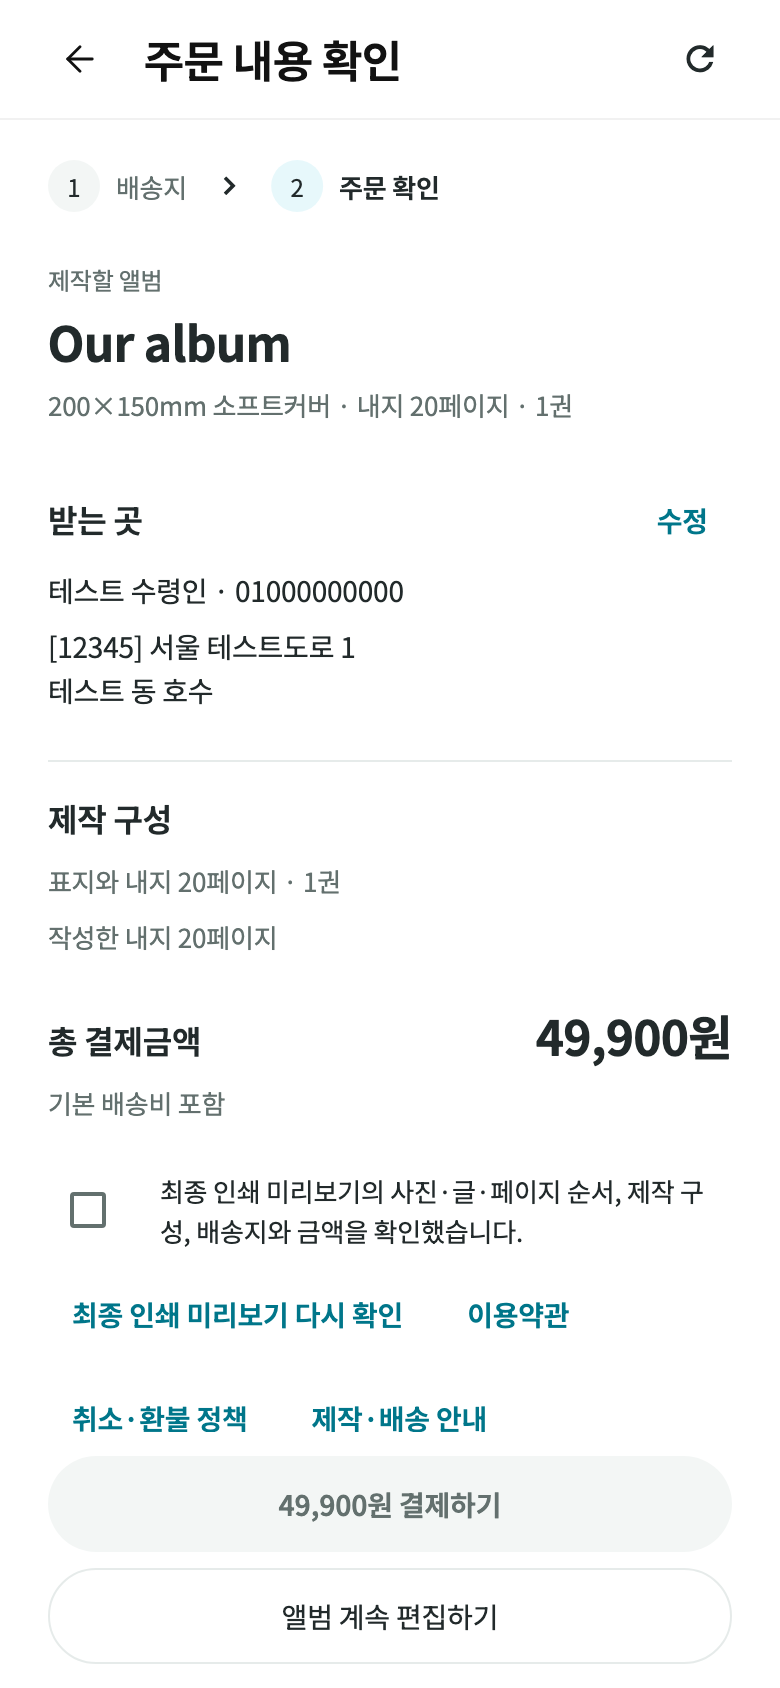 주문 내용 확인
1 배송지 2 주문 확인
제작할 앨범
Our album
200×150mm 소프트커버 · 내지 20페이지 · 1권
받는 곳 수정
테스트 수령인 · 01000000000
[12345] 서울 테스트도로 1
테스트 동 호수
제작 구성
표지와 내지 20페이지 · 1권
작성한 내지 20페이지
총 결제금액 49,900원
기본 배송비 포함
최종 인쇄 미리보기의 사진·글·페이지 순서, 제작 구
성, 배송지와 금액을 확인했습니다.
최종 인쇄 미리보기 다시 확인 이용약관
취소·환불 정책 제작·배송 안내
49,900원 결제하기
앨범 계속 편집하기